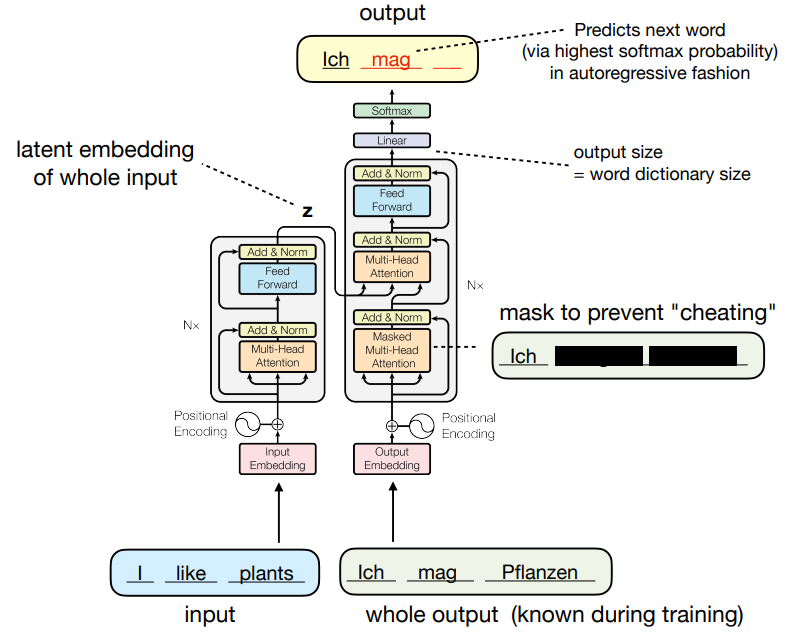 output
Ich mag
Predicts next word
(via highest softmax probability)
in autoregressive fashion
Softmax
Linear
output size
= word dictionary size
latent embedding
of whole input
z
Add & Norm
Feed
Forward
Add & Norm
Multi-Head
Attention
N×
Add & Norm
Masked
Multi-Head
Attention
Add & Norm
Feed
Forward
N×
Add & Norm
Multi-Head
Attention
mask to prevent "cheating"
Ich
Positional
Encoding
Positional
Encoding
Input
Embedding
Output
Embedding
I like plants
Ich mag Pflanzen
input
whole output (known during training)